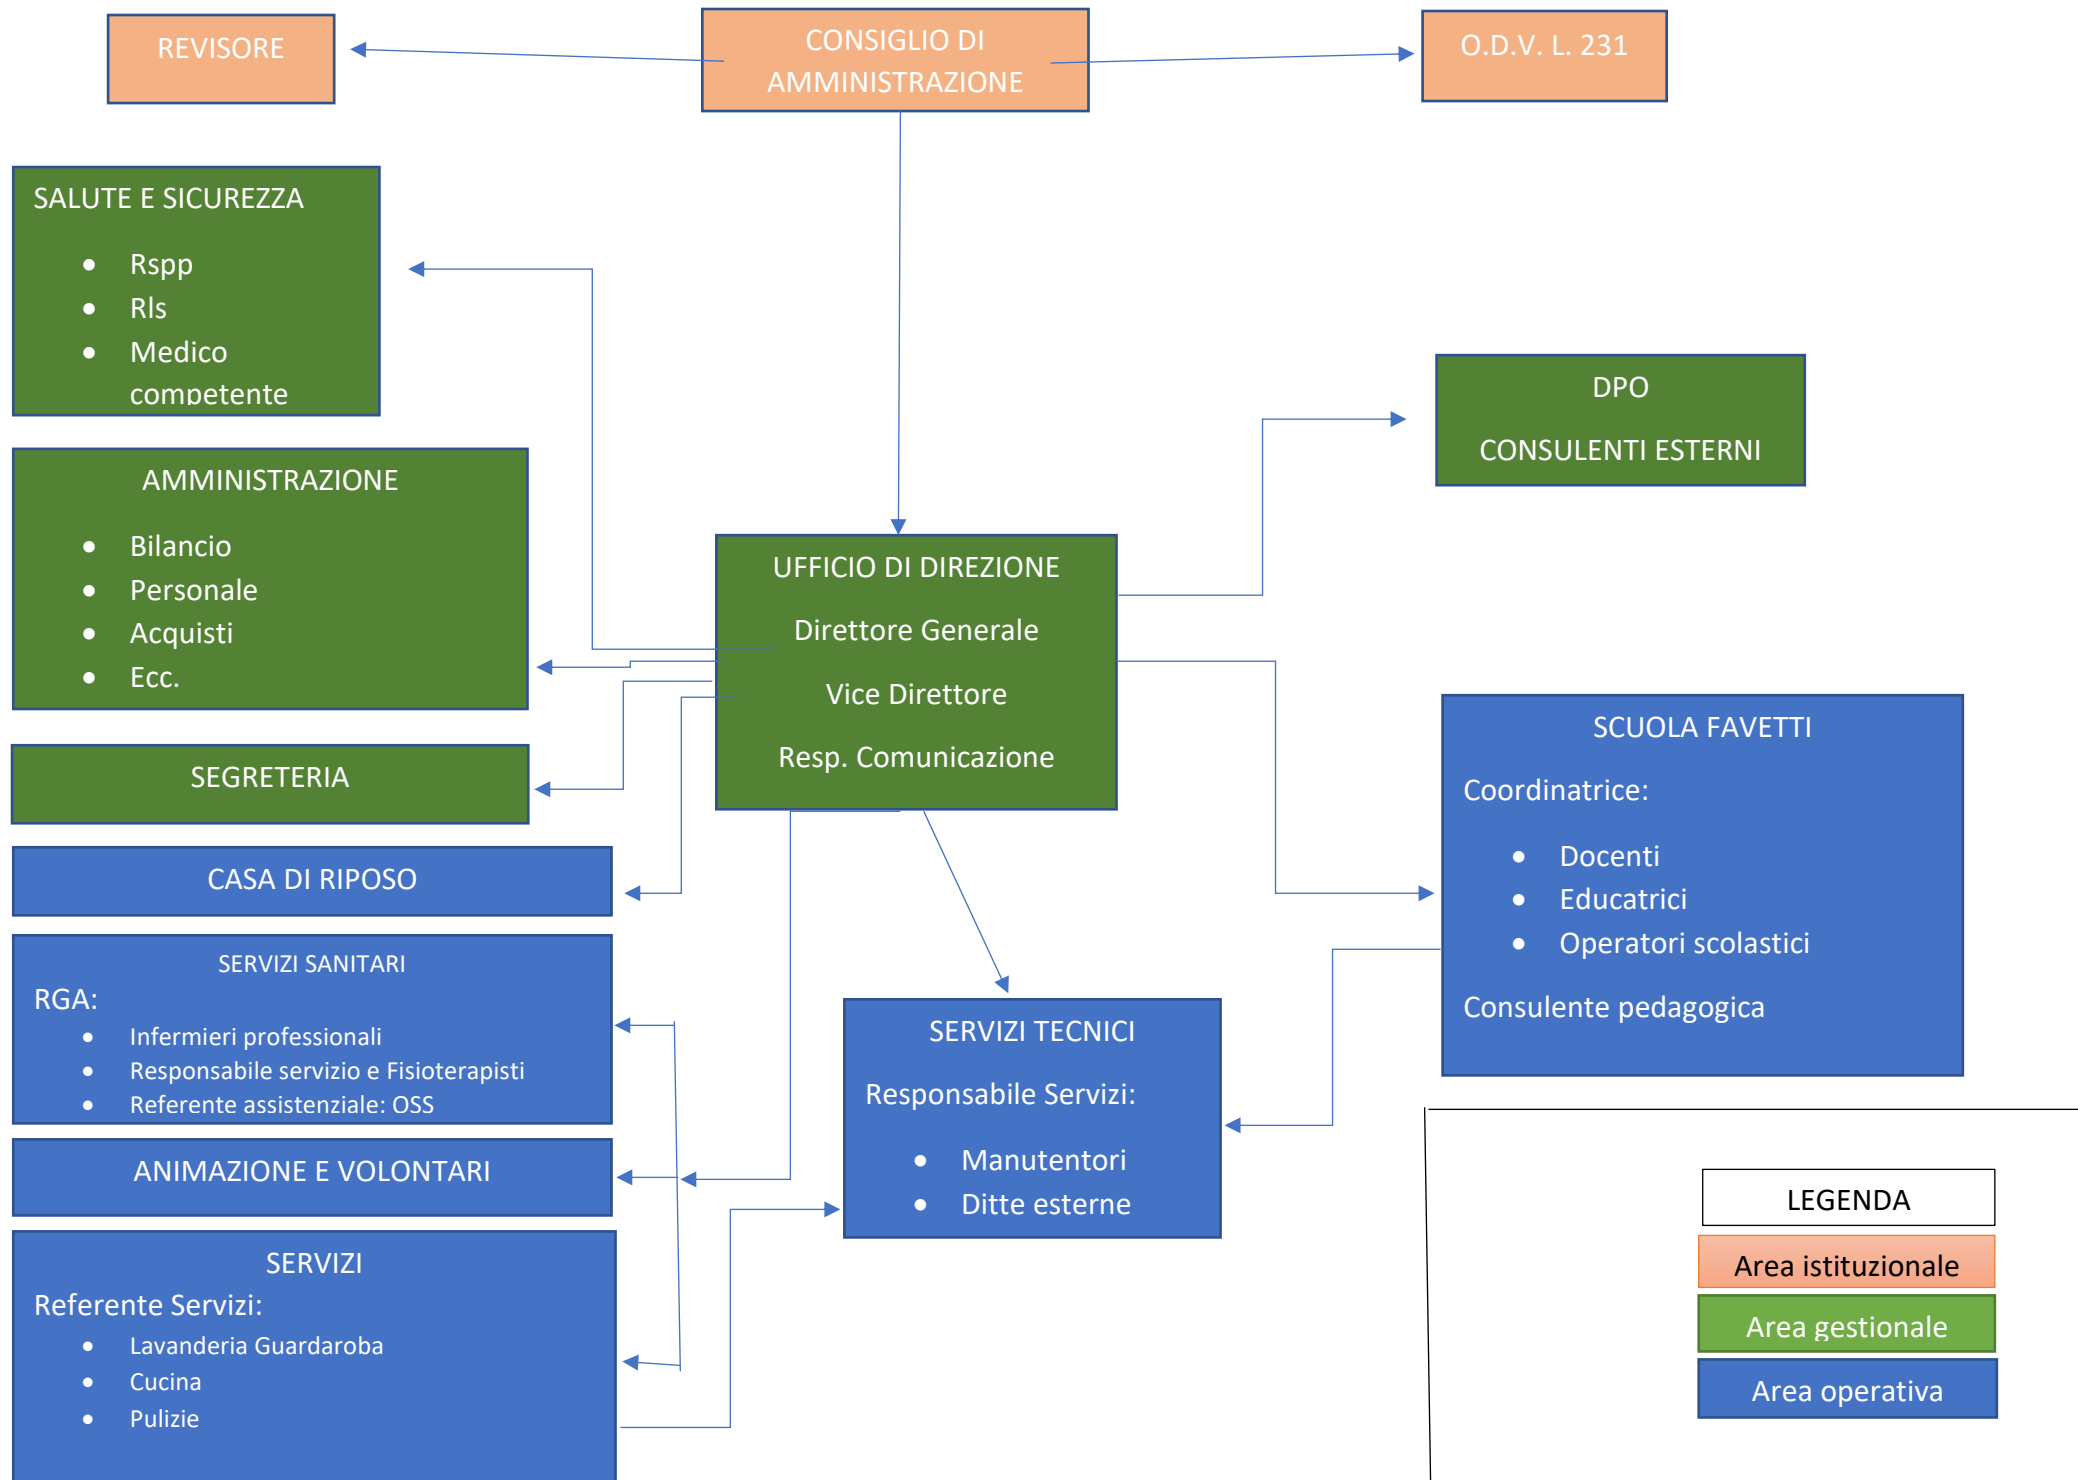 REVISORE
CONSIGLIO DI
AMMINISTRAZIONE
O.D.V. L. 231
SALUTE E SICUREZZA
• Rspp
• Rls
• Medico
competente
DPO
CONSULENTI ESTERNI
AMMINISTRAZIONE
• Bilancio
• Personale
• Acquisti
• Ecc.
UFFICIO DI DIREZIONE
Direttore Generale
Vice Direttore
Resp. Comunicazione
SEGRETERIA
SCUOLA FAVETTI
Coordinatrice:
• Docenti
• Educatrici
• Operatori scolastici
Consulente pedagogica
CASA DI RIPOSO
SERVIZI SANITARI
RGA:
• Infermieri professionali
• Responsabile servizio e Fisioterapisti
• Referente assistenziale: OSS
SERVIZI TECNICI
Responsabile Servizi:
• Manutentori
• Ditte esterne
ANIMAZIONE E VOLONTARI
SERVIZI
Referente Servizi:
• Lavanderia Guardaroba
• Cucina
• Pulizie
LEGENDA
Area istituzionale
Area gestionale
Area operativa